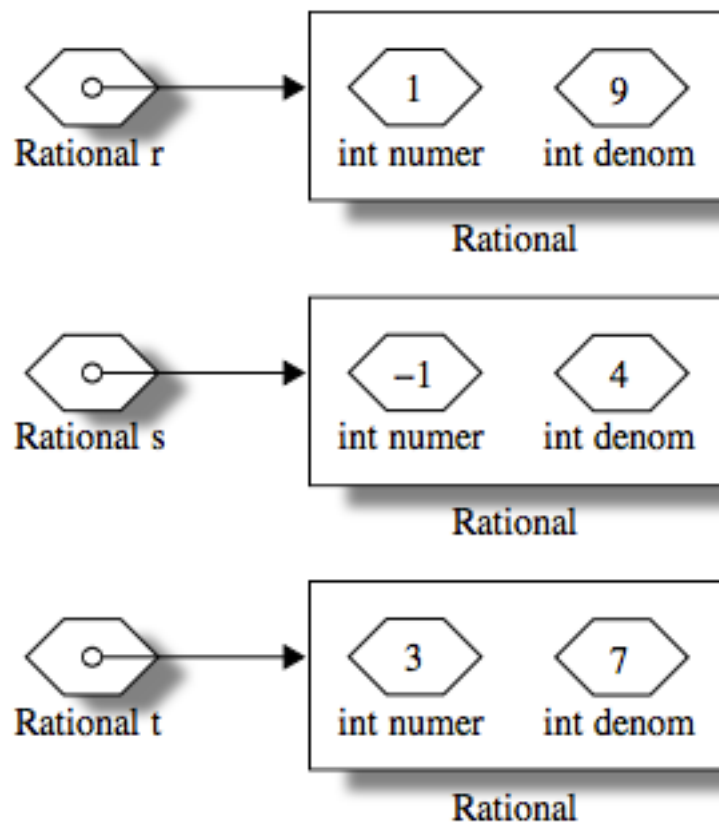 1 9
Rational r int numer int denom
Rational
−1 4
Rational s int numer int denom
Rational
3 7
Rational t int numer int denom
Rational